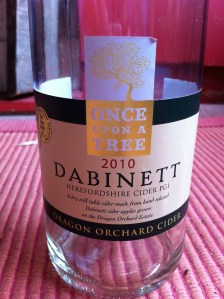 ONCE
UPON A
TREE
2010
DABINETT
HEREFORDSHIRE CIDER PGI
A dry still table cider made from hand selected
Dabinett cider apples grown
on the Dragon Orchard Estate
DRAGON ORCHARD CIDER